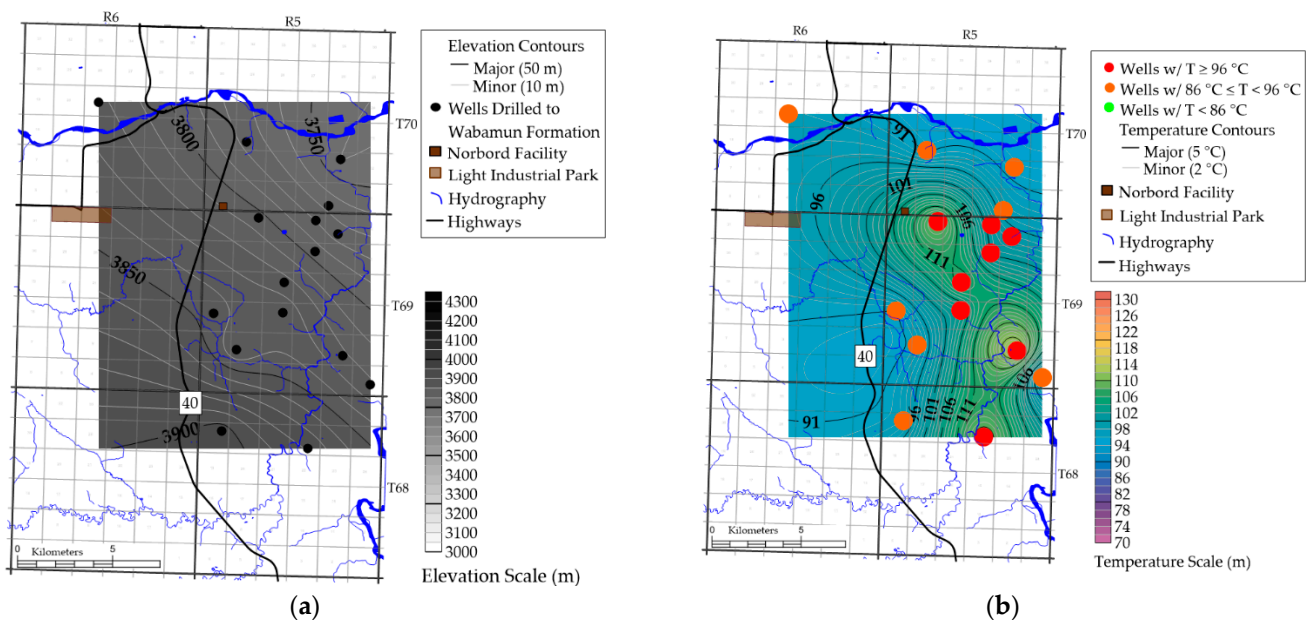 R6
R5
Elevation Contours
Major (50 m)
Minor (10 m)
Wells Drilled to
Wabamun Formation
Norbord Facility
Light Industrial Park
Hydrography
Highways
T70
T69
T68
3800
3750
3850
3900
40
Kilometers
0
5
4300
4200
4100
4000
3900
3800
3700
3600
3500
3400
3300
3200
3100
3000
Elevation Scale (m)
(a)
R6
R5
Wells w/ T ≥ 96 °C
Wells w/ 86 °C ≤ T < 96 °C
Wells w/ T < 86 °C
Temperature Contours
Major (5 °C)
Minor (2 °C)
Norbord Facility
Light Industrial Park
Hydrography
Highways
T70
T69
T68
91
101
96
106
111
40
106
91
96
101
106
111
Kilometers
0
5
130
126
122
118
114
110
106
102
98
94
90
86
82
78
74
70
Temperature Scale (m)
(b)